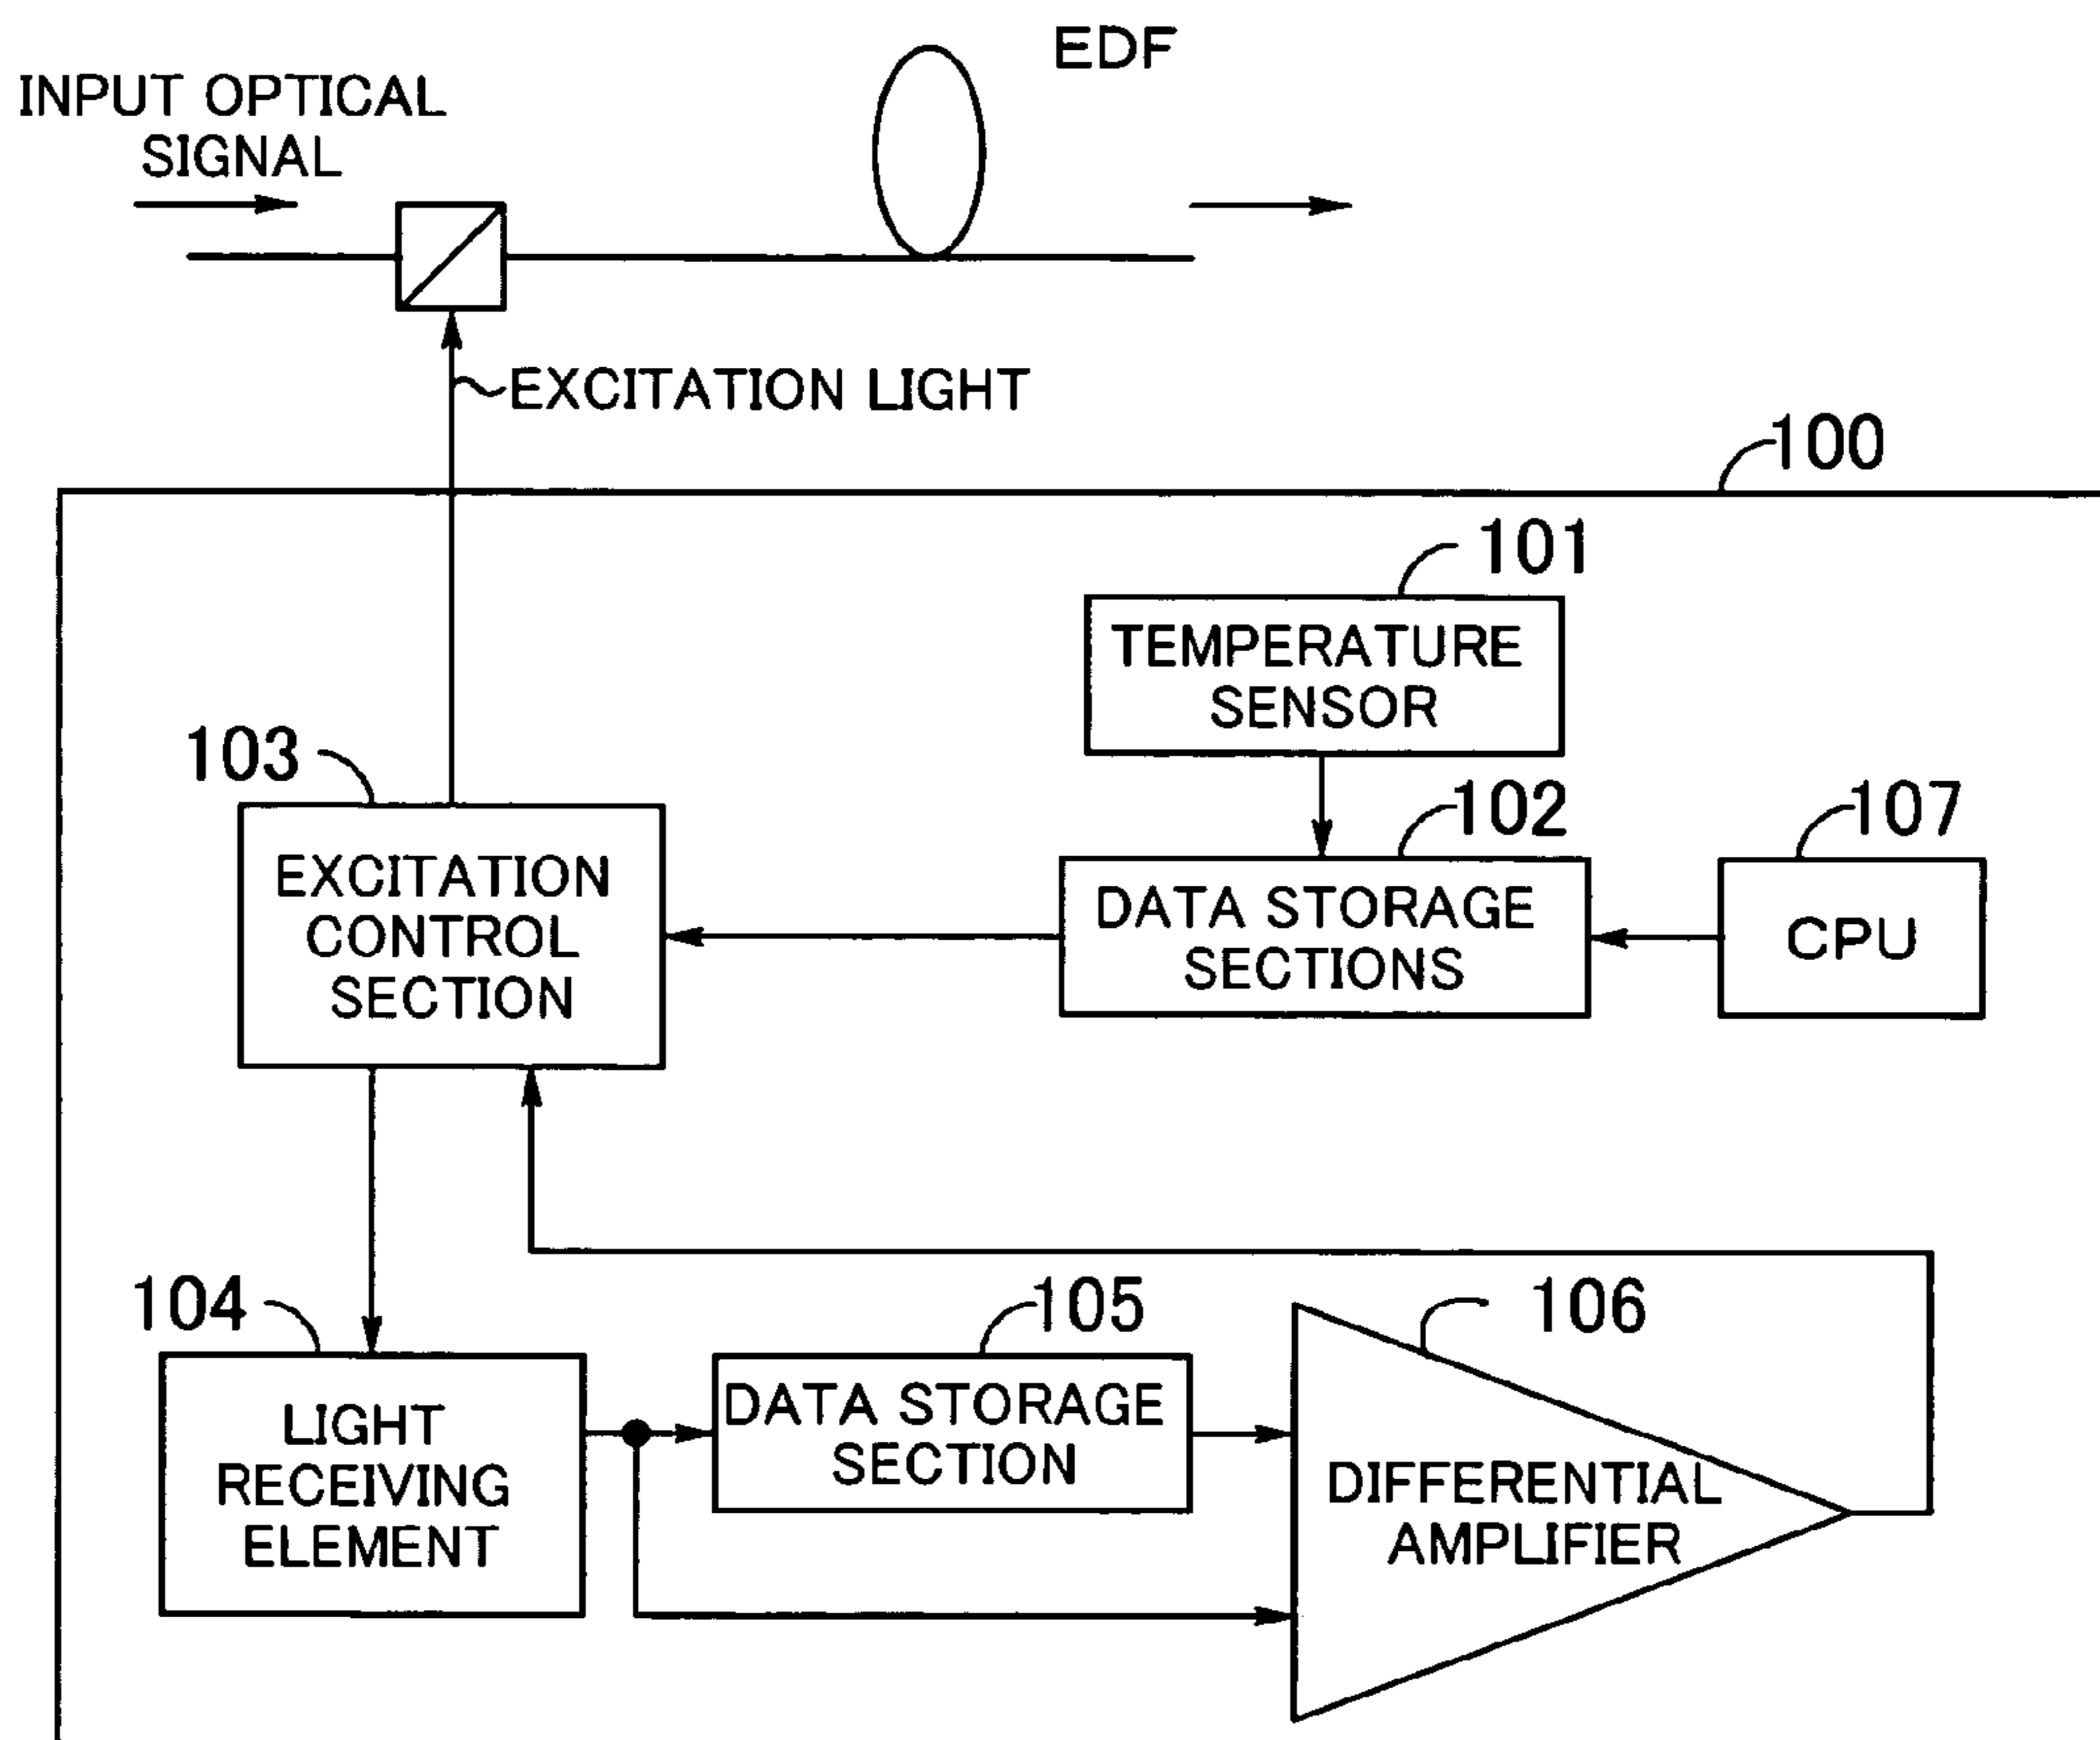 EDF
INPUT OPTICAL
SIGNAL
EXCITATION LIGHT
100
101
TEMPERATURE
SENSOR
103
102
107
EXCITATION
CONTROL
SECTION
DATA STORAGE
SECTIONS
CPU
104
105
106
LIGHT
RECEIVING
ELEMENT
DATA STORAGE
SECTION
DIFFERENTIAL
AMPLIFIER